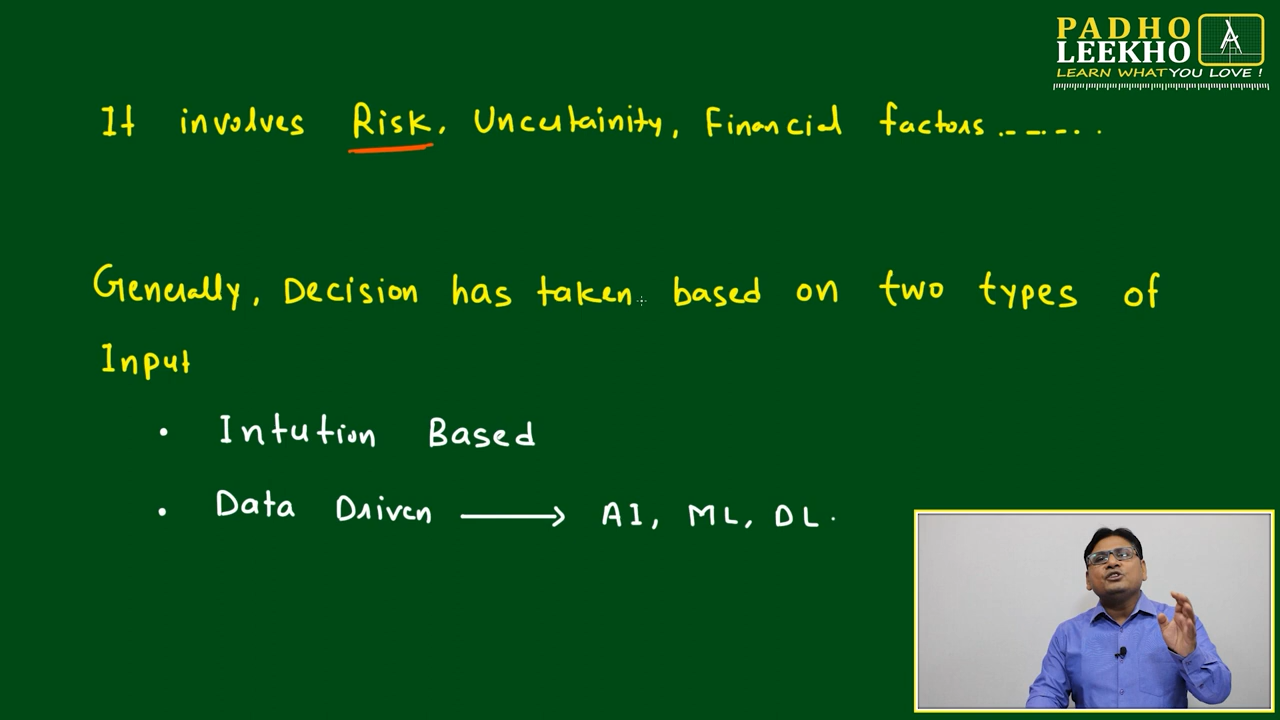 PADHO
LEEKHO
LEARN WHAT YOU LOVE !
It involves Risk, Uncertainity, Financial factors.......
Generally, Decision has taken based on two types of
Input
• Intution Based
• Data Driven → AI, ML, DL.